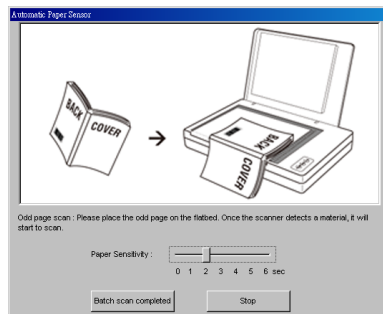 Automatic Paper Sensor
BACK
COVER
BACK
COVER
Odd page scan : Please place the odd page on the flatbed. Once the scanner detects a material, it will
start to scan.
Paper Sensitivity :
0 1 2 3 4 5 6 sec
Batch scan completed
Stop